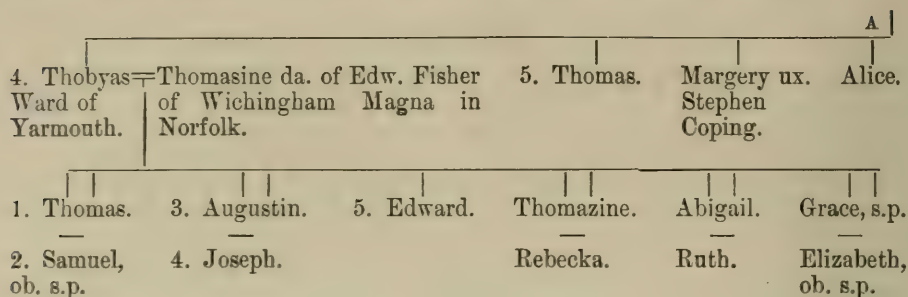 A
4. Thobyas Thomasine da. of Edw. Fisher 5. Thomas. Margery ux. Alice.
Ward of of Wichingham Magna in Stephen
Yarmouth. Norfolk. Coping.
1. Thomas. 3. Augustin. 5. Edward. Thomazine. Abigail. Grace, s.p.
2. Samuel, 4. Joseph. Rebecka. Ruth. Elizabeth,
ob. s.p. ob. s.p.